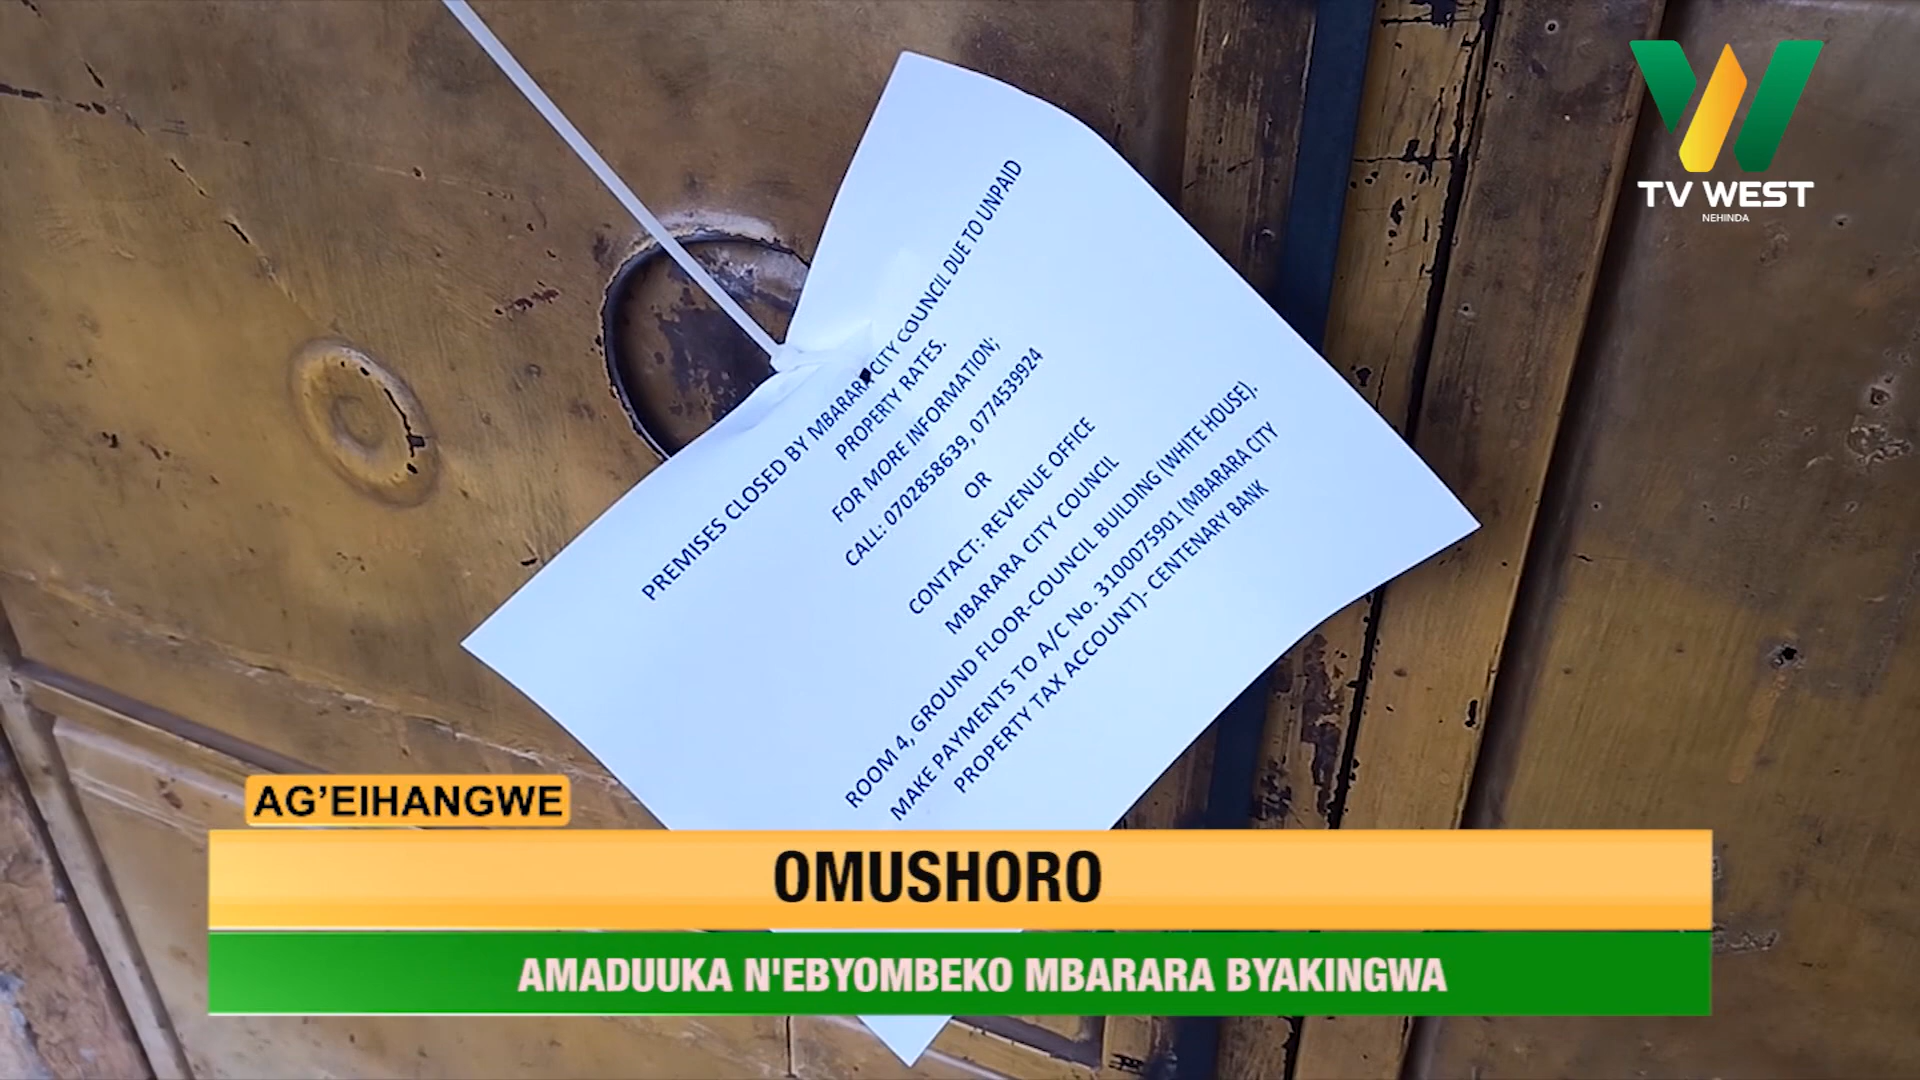 TV WEST
NEHINDA
PREMISES CLOSED BY MBARARA CITY COUNCIL DUE TO UNPAID
PROPERTY RATES.
FOR MORE INFORMATION;
CALL: 0702858639, 0774539924
OR
CONTACT: REVENUE OFFICE
MBARARA CITY COUNCIL
ROOM 4, GROUND FLOOR-COUNCIL BUILDING (WHITE HOUSE).
MAKE PAYMENTS TO A/C No. 3100075901 (MBARARA CITY
PROPERTY TAX ACCOUNT)- CENTENARY BANK
AG'EIHANGWE
OMUSHORO
AMADUUKA N'EBYOMBEKO MBARARA BYAKINGWA